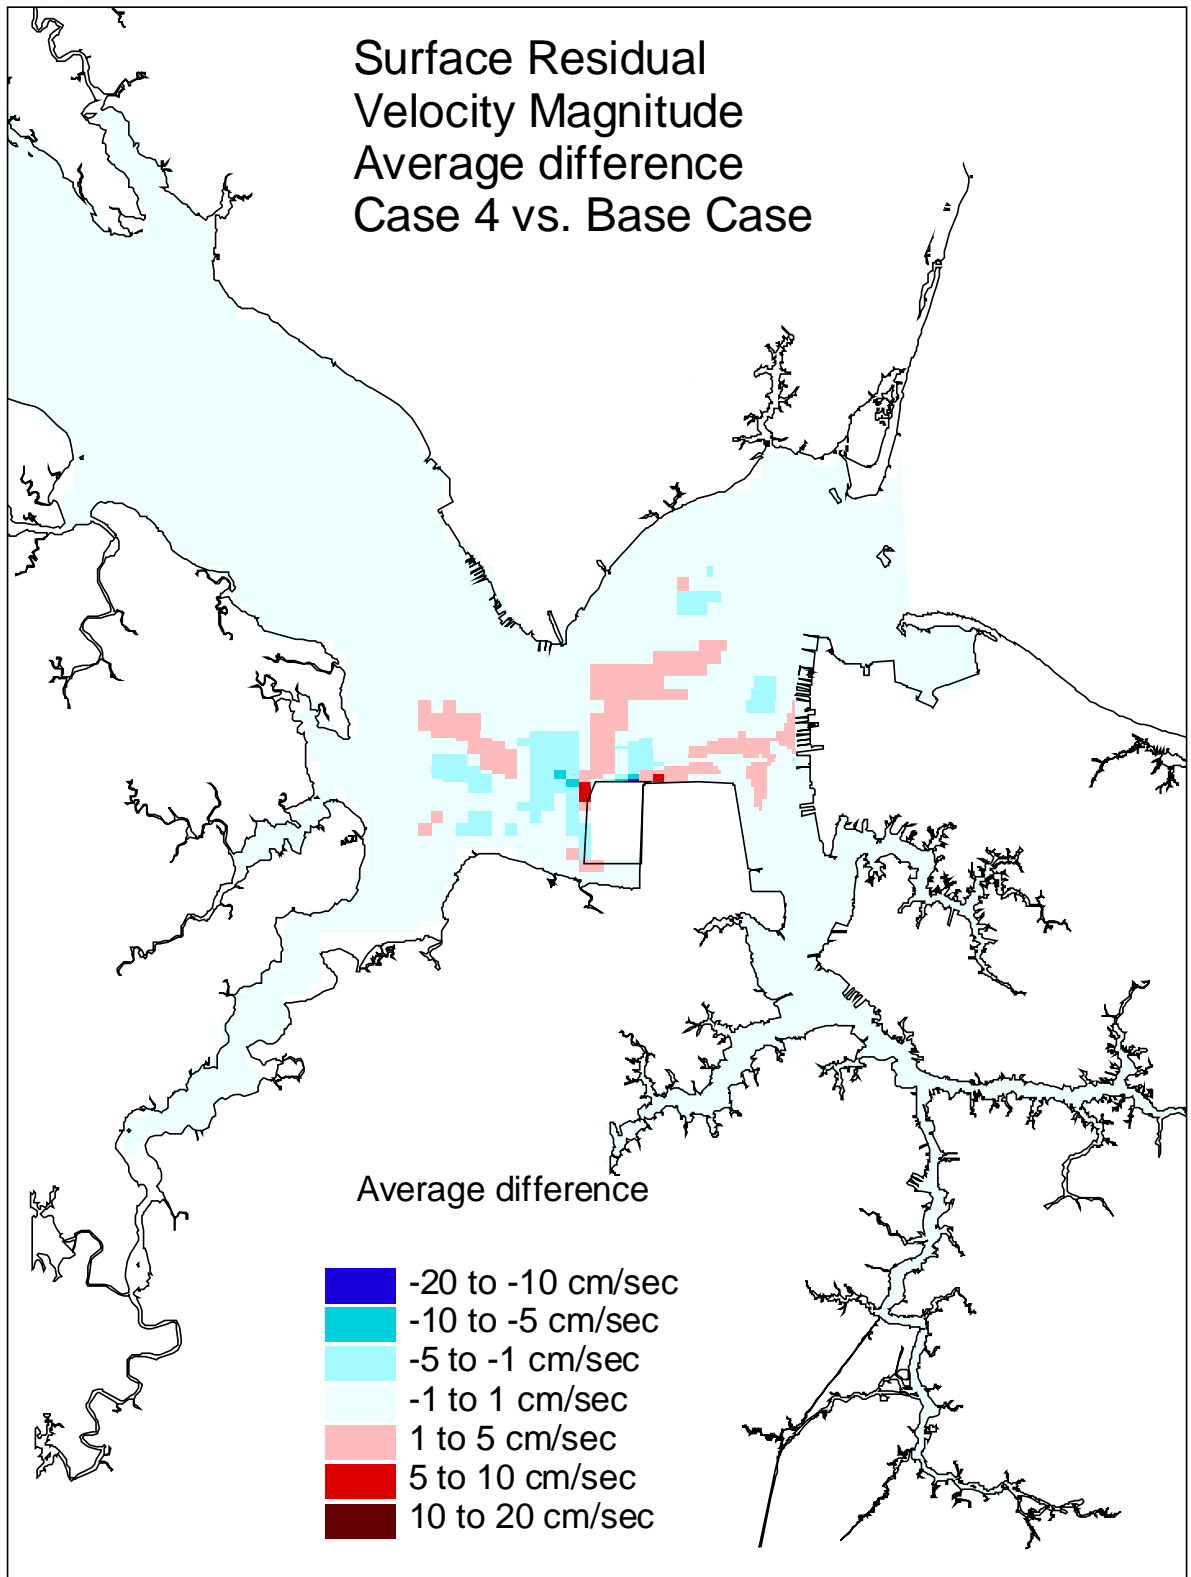 Surface Residual
Velocity Magnitude
Average difference
Case 4 vs. Base Case
Average difference
-20 to -10 cm/sec
-10 to -5 cm/sec
-5 to -1 cm/sec
-1 to 1 cm/sec
1 to 5 cm/sec
5 to 10 cm/sec
10 to 20 cm/sec